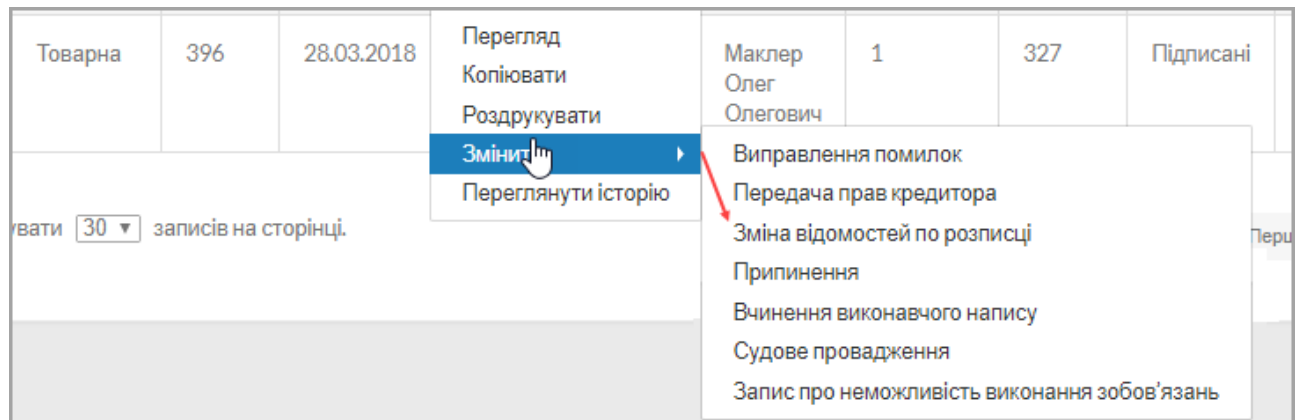 Перегляд
Товарна 396 28.03.2018 Маклер Олег Олегович 1 327 Підписані
Копіювати
Роздрукувати
Змінит
Переглянути історію
Виправлення помилок
Передача прав кредитора
Зміна відомостей по розписці
Припинення
Вчинення виконавчого напису
Судове провадження
Запис про неможливість виконання зобов'язань
30 записів на сторінці.